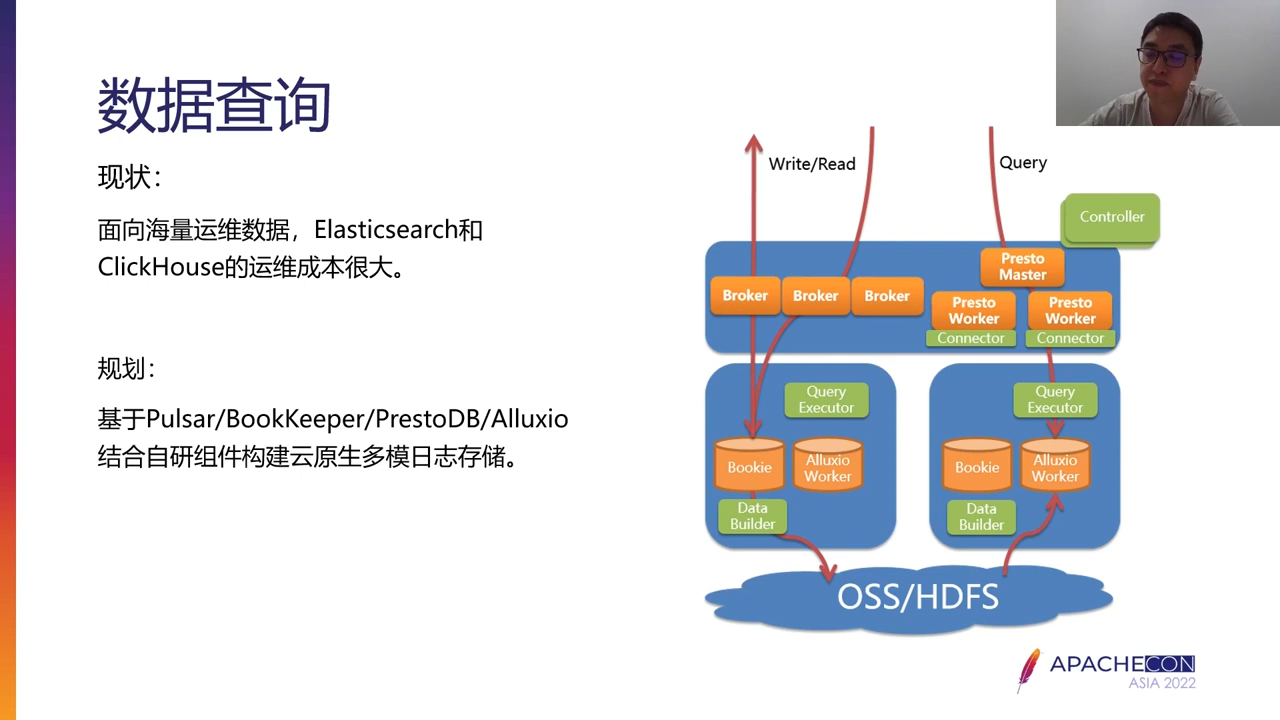 数据查询
现状：
面向海量运维数据，Elasticsearch和
ClickHouse的运维成本很大。
规划：
基于Pulsar/BookKeeper/PrestoDB/Alluxio
结合自研组件构建云原生多模日志存储。
Write/Read
Query
Controller
Presto
Master
Broker
Broker
Broker
Presto
Worker
Presto
Worker
Connector
Connector
Query
Executor
Query
Executor
Bookie
Alluxio
Worker
Bookie
Alluxio
Worker
Data
Builder
Data
Builder
OSS/HDFS
APACHECON
ASIA 2022